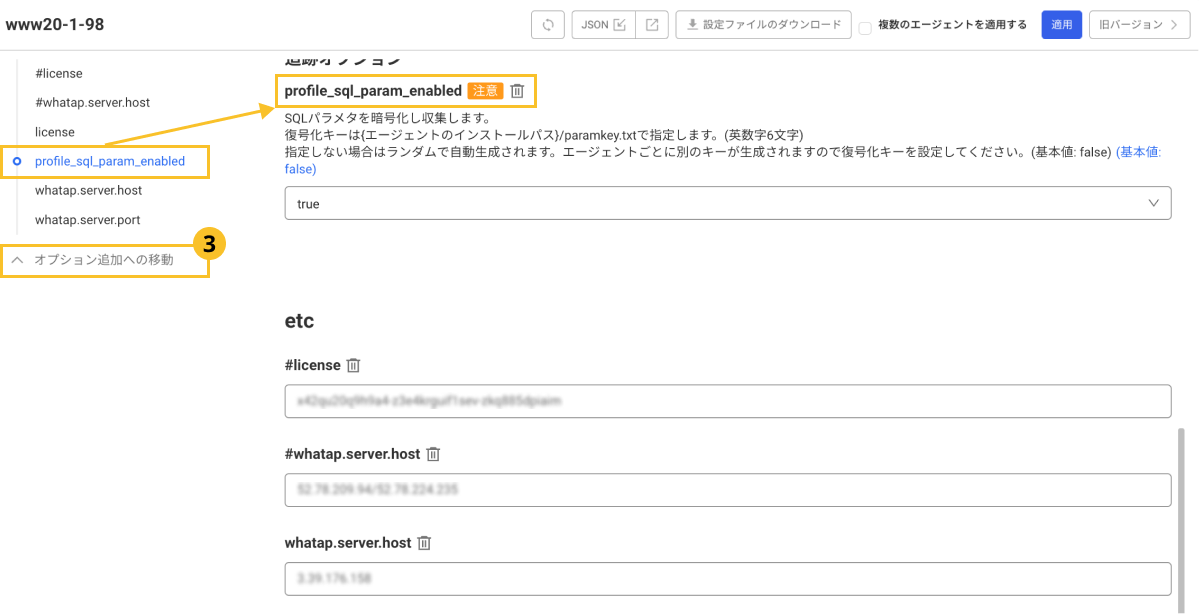 www20-1-98
JSON
設定ファイルのダウンロード
複数のエージェントを適用する
適用
旧バージョン
#license
#whatap.server.host
license
profile_sql_param_enabled
whatap.server.host
whatap.server.port
オプション追加への移動
3
追跡オプション
profile_sql_param_enabled 注意
SQLパラメタを暗号化し収集します。
復号化キーは{エージェントのインストールパス}/paramkey.txtで指定します。(英数字6文字)
指定しない場合はランダムで自動生成されます。エージェントごとに別のキーが生成されますので復号化キーを設定してください。(基本値: false) (基本値:
false)
true
etc
#license
#whatap.server.host
52.78.209.94/52.78.224.235
whatap.server.host
3.39.176.158